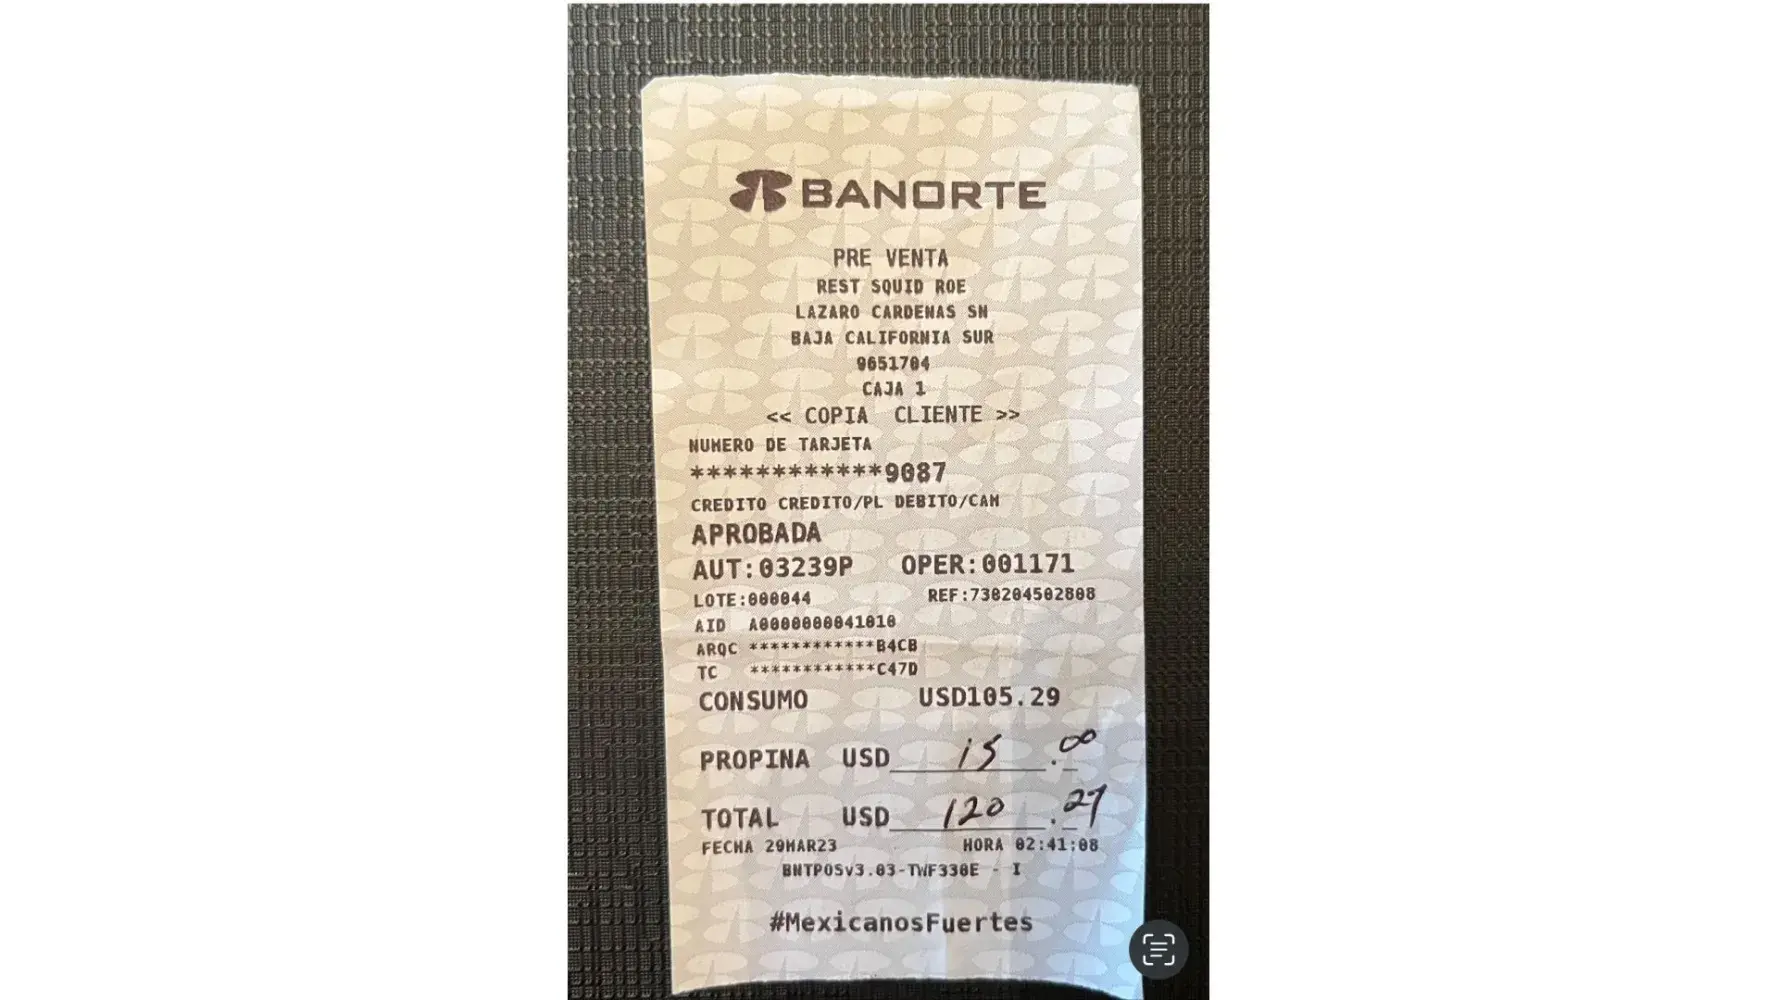 BANORTE
PRE VENTA
REST SQUID ROE
LAZARO CARDENAS SN
BAJA CALIFORNIA SUR
9651704
CAJA 1
<< COPIA CLIENTE >>
NUMERO DE TARJETA
************9087
CREDITO CREDITO/PL DEBITO/CAM
APROBADA
AUT:03239P OPER:001171
LOTE:000044 REF:730204502808
AID A0000000041010
ARQC ************B4CB
TC ************C47D
CONSUMO USD105.29
PROPINA USD 15.00
TOTAL USD 120.27
FECHA 29MAR23 HORA 02:41:08
BNTPOSv3.03-TWF330E - I
#MexicanosFuertes